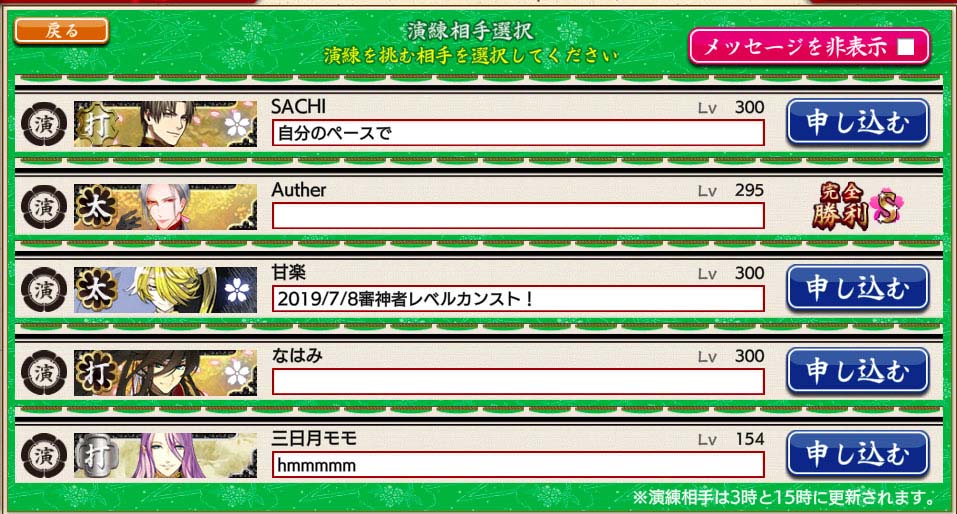 戻る
演練相手選択
演練を挑む相手を選択してください
メッセージを非表示
演
打
SACHI
Lv 300
自分のペースで
申し込む
演
太
Auther
Lv 295
完全
勝利 S
演
太
甘楽
Lv 300
2019/7/8審神者レベルカンスト！
申し込む
演
打
なはみ
Lv 300
申し込む
演
打
三日月モモ
Lv 154
hmmmmm
申し込む
※演練相手は3時と15時に更新されます。